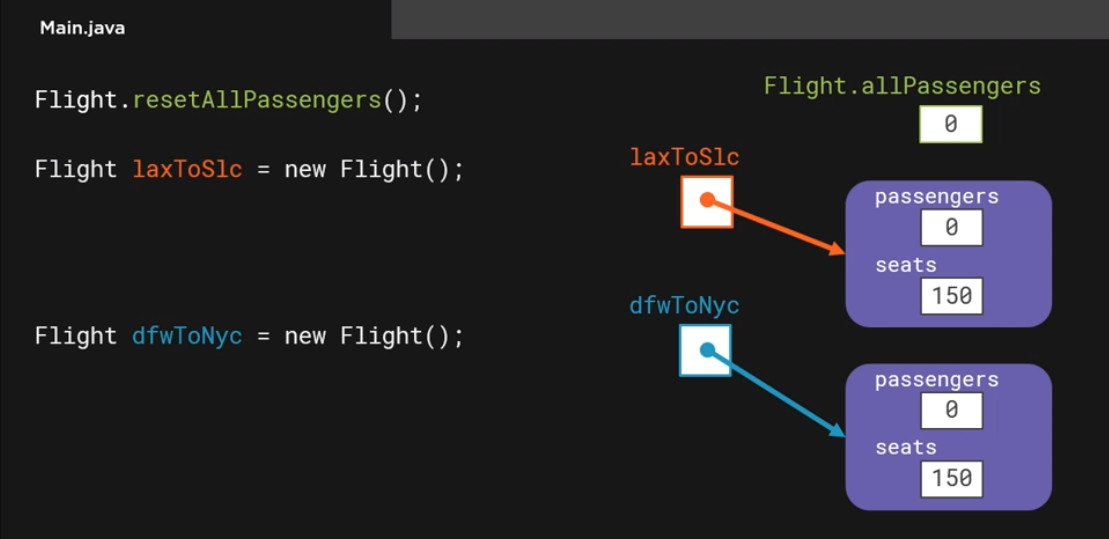 Main.java
Flight.resetAllPassengers();
Flight laxToSlc = new Flight();
Flight dfwToNyc = new Flight();
Flight.allPassengers
0
laxToSlc
passengers
0
seats
150
dfwToNyc
passengers
0
seats
150